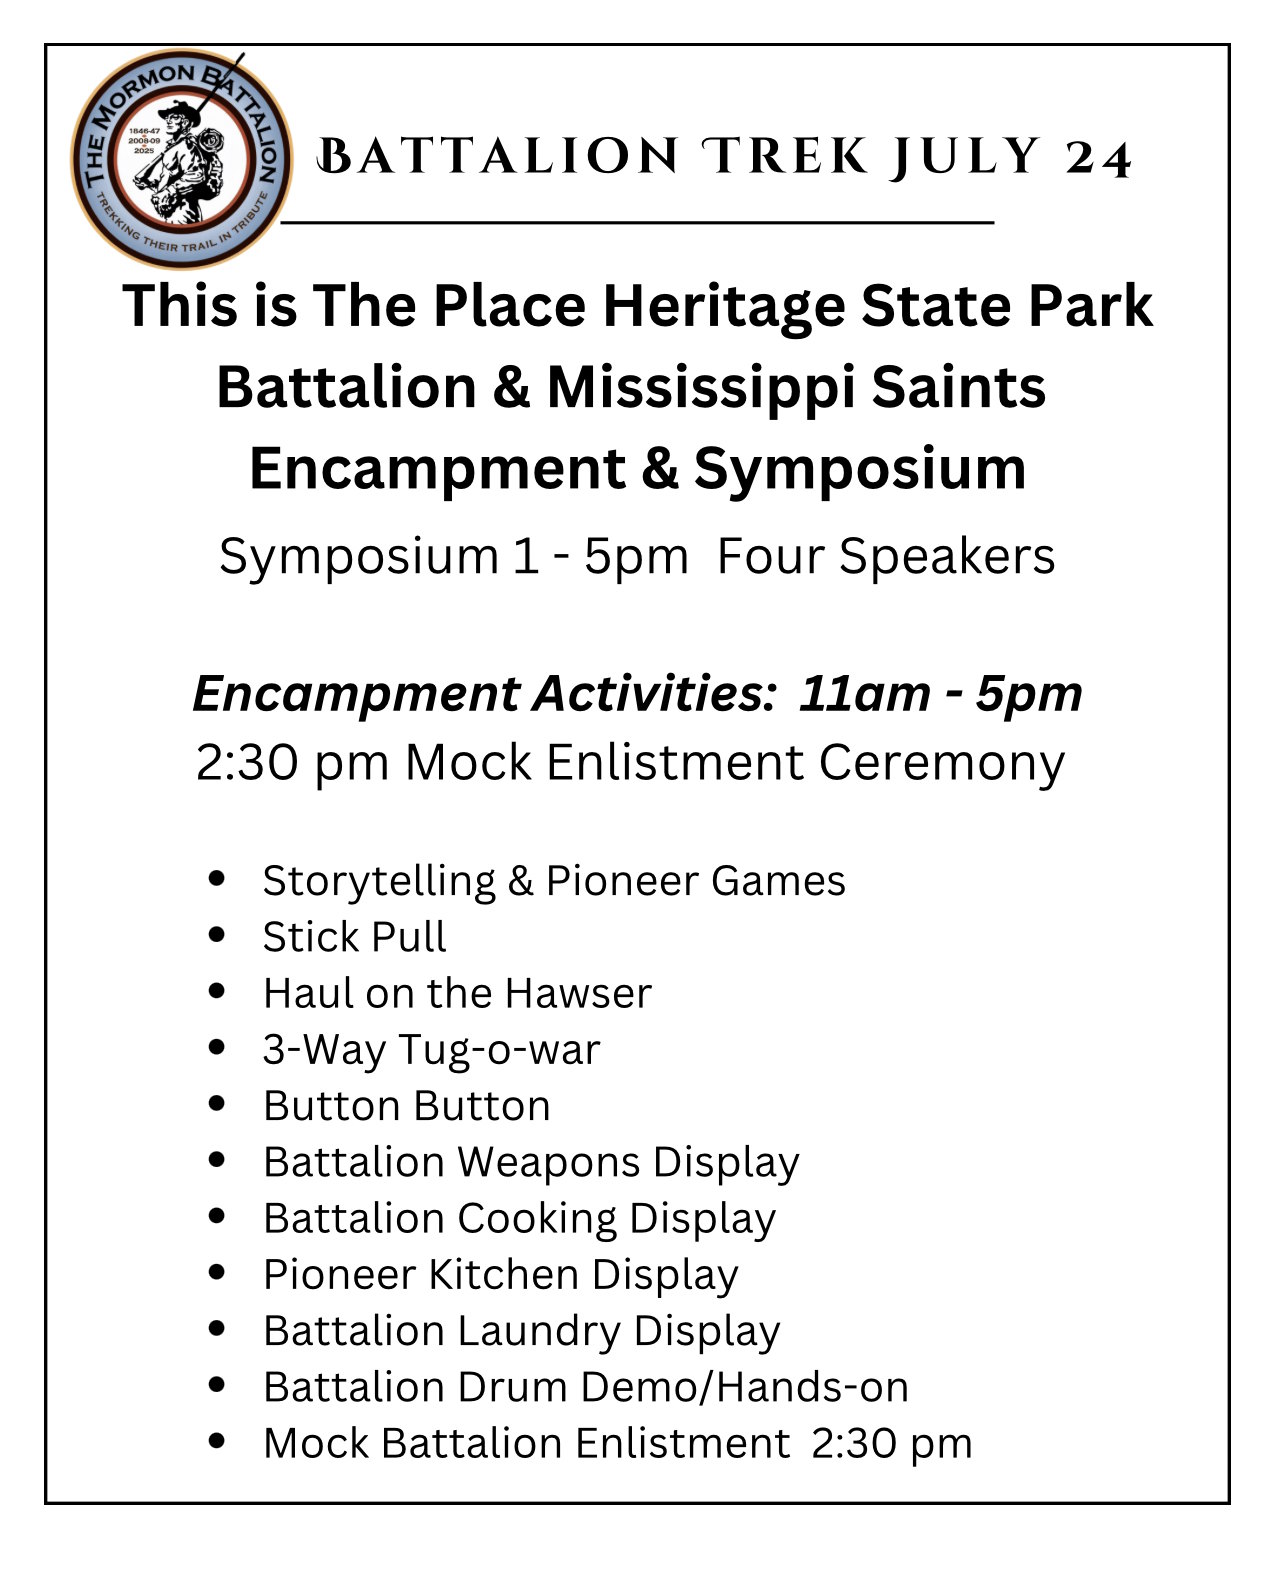 THE MORMON BATTALION
1846-47
2008-09
2025
TREKKING THEIR TRAIL IN TRIBUTE
BATTALION TREK JULY 24
This is The Place Heritage State Park
Battalion & Mississippi Saints
Encampment & Symposium
Symposium 1 - 5pm  Four Speakers
Encampment Activities:  11am - 5pm
2:30 pm Mock Enlistment Ceremony
• Storytelling & Pioneer Games
• Stick Pull
• Haul on the Hawser
• 3-Way Tug-o-war
• Button Button
• Battalion Weapons Display
• Battalion Cooking Display
• Pioneer Kitchen Display
• Battalion Laundry Display
• Battalion Drum Demo/Hands-on
• Mock Battalion Enlistment  2:30 pm